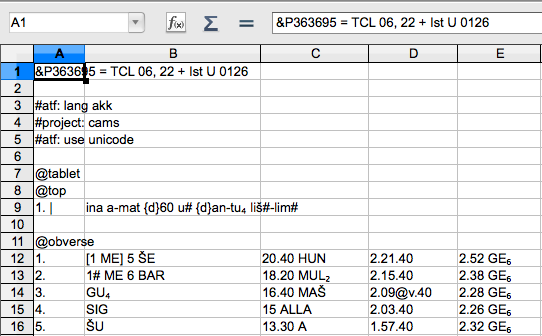 A1 f(x) Σ = &P363695 = TCL 06, 22 + Ist U 0126
A B C D E
1 &P363695 = TCL 06, 22 + Ist U 0126
2
3 #atf: lang akk
4 #project: cams
5 #atf: use unicode
6
7 @tablet
8 @top
9 1. | ina a-mat {d}60 u# {d}an-tu₄ liš#-lim#
10
11 @obverse
12 1. [1 ME] 5 ŠE 20.40 HUN 2.21.40 2.52 GE₆
13 2. 1# ME 6 BAR 18.20 MUL₂ 2.15.40 2.38 GE₆
14 3. GU₄ 16.40 MAŠ 2.09@v.40 2.28 GE₆
15 4. SIG 15 ALLA 2.03.40 2.26 GE₆
16 5. ŠU 13.30 A 1.57.40 2.32 GE₆